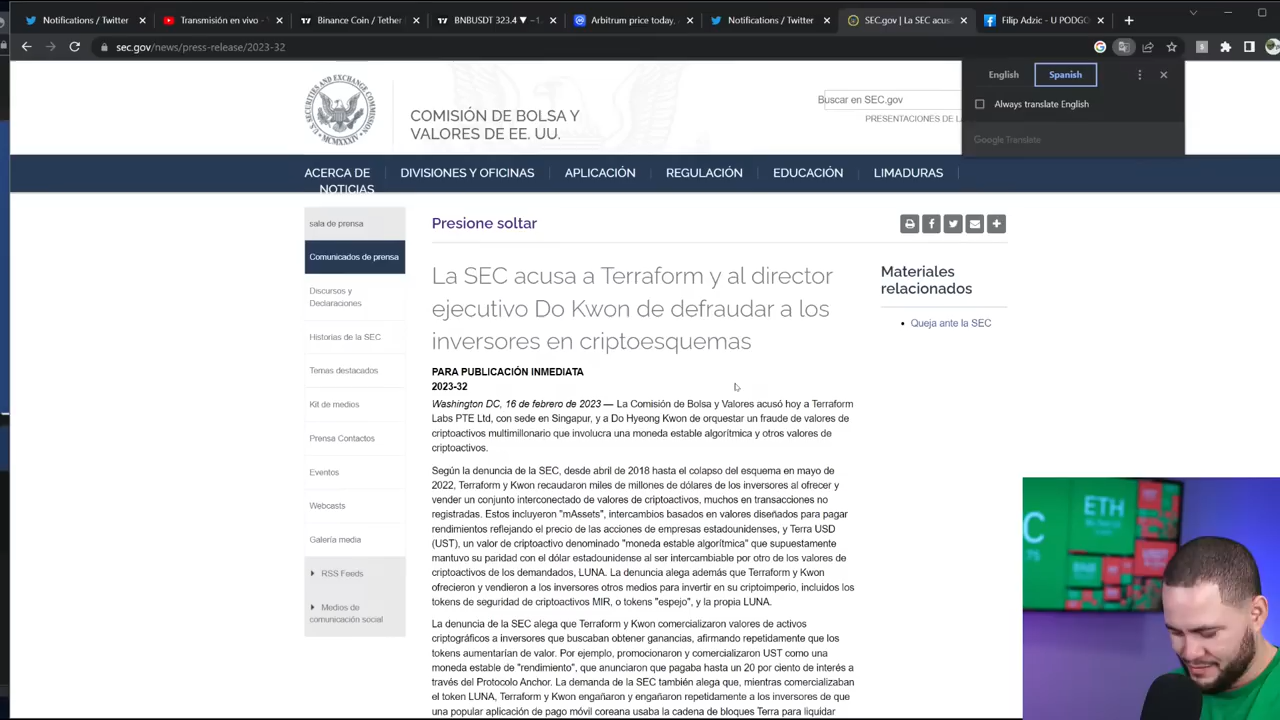 Notifications / Twitter
Transmisión en vivo -
Binance Coin / Tether
BNBUSDT 323.4 ▼ −1.
Arbitrum price today,
Notifications / Twitter
SEC.gov | La SEC acusa
Filip Adzic - U PODGO
sec.gov/news/press-release/2023-32
English
Spanish
Always translate English
Google Translate
COMISIÓN DE BOLSA Y
VALORES DE EE. UU.
Buscar en SEC.gov
PRESENTACIONES DE LA
ACERCA DE
DIVISIONES Y OFICINAS
APLICACIÓN
REGULACIÓN
EDUCACIÓN
LIMADURAS
NOTICIAS
sala de prensa
Comunicados de prensa
Discursos y
Declaraciones
Historias de la SEC
Temas destacados
Kit de medios
Prensa Contactos
Eventos
Webcasts
Galería media
RSS Feeds
Medios de
comunicación social
Presione soltar
La SEC acusa a Terraform y al director
ejecutivo Do Kwon de defraudar a los
inversores en criptoesquemas
PARA PUBLICACIÓN INMEDIATA
2023-32
Washington DC, 16 de febrero de 2023 — La Comisión de Bolsa y Valores acusó hoy a Terraform
Labs PTE Ltd, con sede en Singapur, y a Do Hyeong Kwon de orquestar un fraude de valores de
criptoactivos multimillonario que involucra una moneda estable algorítmica y otros valores de
criptoactivos.
Según la denuncia de la SEC, desde abril de 2018 hasta el colapso del esquema en mayo de
2022, Terraform y Kwon recaudaron miles de millones de dólares de los inversores al ofrecer y
vender un conjunto interconectado de valores de criptoactivos, muchos en transacciones no
registradas. Estos incluyeron "mAssets", intercambios basados en valores diseñados para pagar
rendimientos reflejando el precio de las acciones de empresas estadounidenses, y Terra USD
(UST), un valor de criptoactivo denominado "moneda estable algorítmica" que supuestamente
mantuvo su paridad con el dólar estadounidense al ser intercambiable por otro de los valores de
criptoactivos de los demandados, LUNA. La denuncia alega además que Terraform y Kwon
ofrecieron y vendieron a los inversores otros medios para invertir en su criptoimperio, incluidos los
tokens de seguridad de criptoactivos MIR, o tokens "espejo", y la propia LUNA.
La denuncia de la SEC alega que Terraform y Kwon comercializaron valores de activos
criptográficos a inversores que buscaban obtener ganancias, afirmando repetidamente que los
tokens aumentarían de valor. Por ejemplo, promocionaron y comercializaron UST como una
moneda estable de "rendimiento", que anunciaron que pagaba hasta un 20 por ciento de interés a
través del Protocolo Anchor. La demanda de la SEC también alega que, mientras comercializaban
el token LUNA, Terraform y Kwon engañaron y engañaron repetidamente a los inversores de que
una popular aplicación de pago móvil coreana usaba la cadena de bloques Terra para liquidar
Materiales
relacionados
Queja ante la SEC
ETH